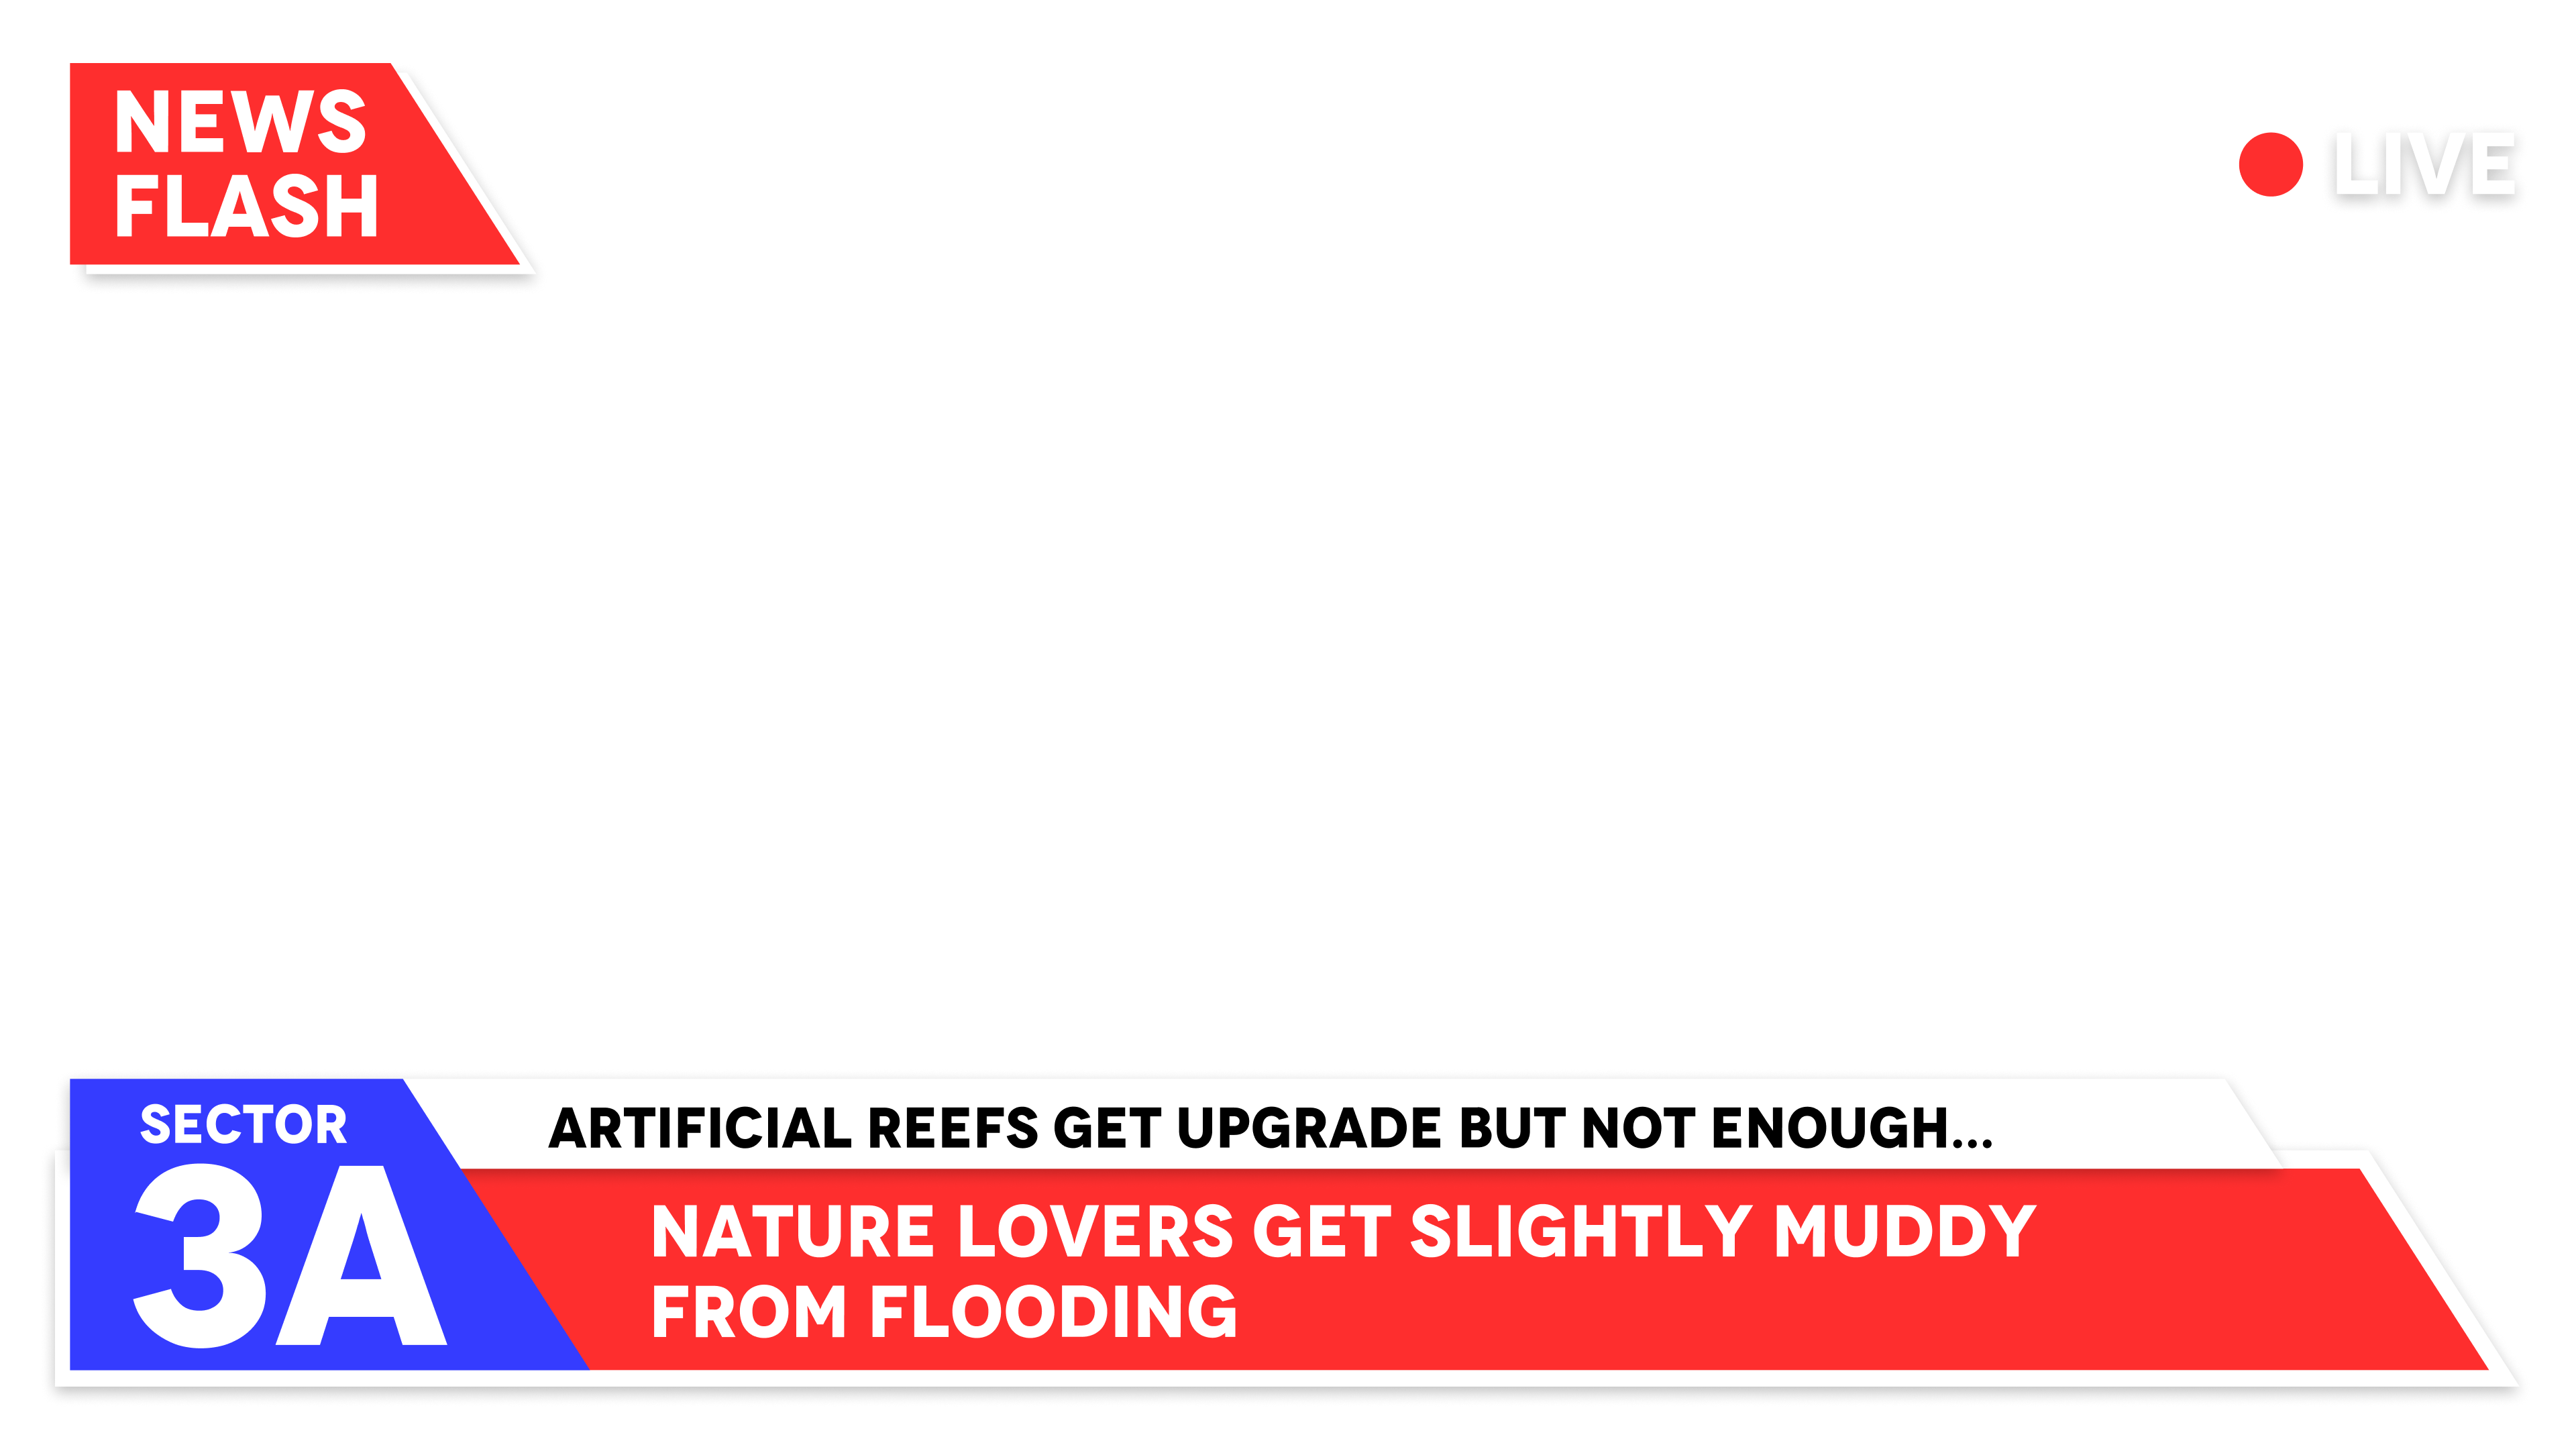 NEWS
FLASH
LIVE
SECTOR
3A
ARTIFICIAL REEFS GET UPGRADE BUT NOT ENOUGH...
NATURE LOVERS GET SLIGHTLY MUDDY
FROM FLOODING